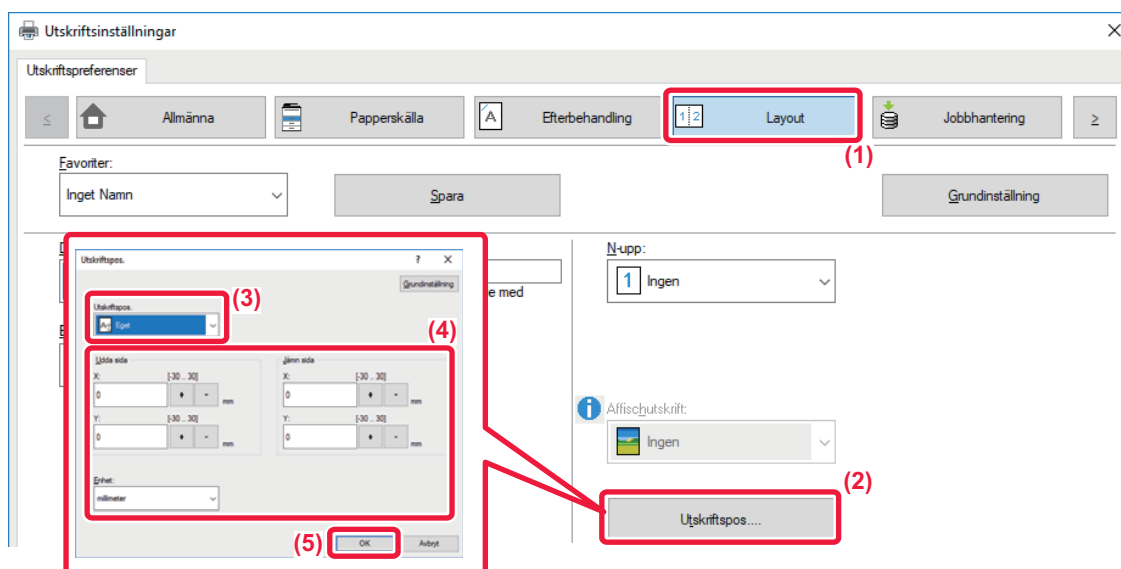 Utskriftsinställningar
Utskriftspreferenser
< Allmänna Papperskälla Efterbehandling Layout Jobbhantering >
(1)
Favoriter:
Inget Namn Spara Grundinställning
Utskriftspos. ? X
Grundinställning
e med
Utskriftspos.
(3)
Eget
(4)
Udda sida Jämn sida
X: [-30 .. 30] X: [-30 .. 30]
0 + - mm 0 + - mm
Y: [-30 .. 30] Y: [-30 .. 30]
0 + - mm 0 + - mm
Enhet:
millimeter
(5) OK Avbryt
N-upp:
1 Ingen
Affischutskrift:
Ingen
(2)
Utskriftspos....